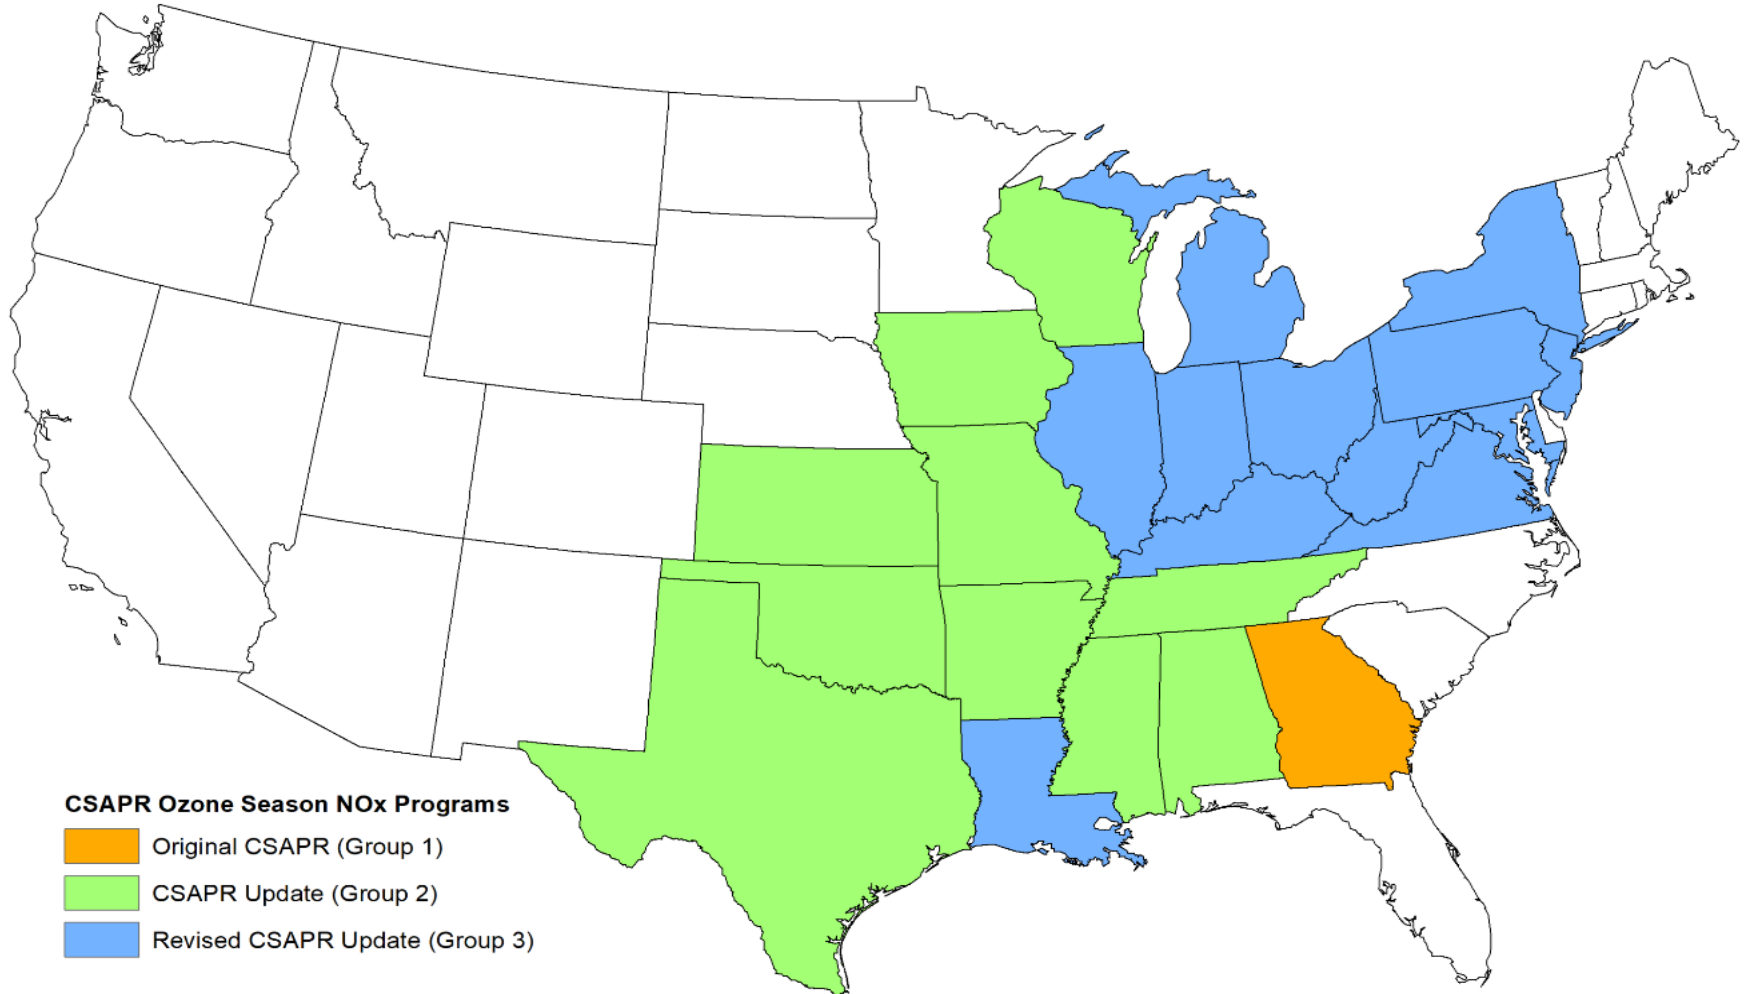 CSAPR Ozone Season NOx Programs
Original CSAPR (Group 1)
CSAPR Update (Group 2)
Revised CSAPR Update (Group 3)